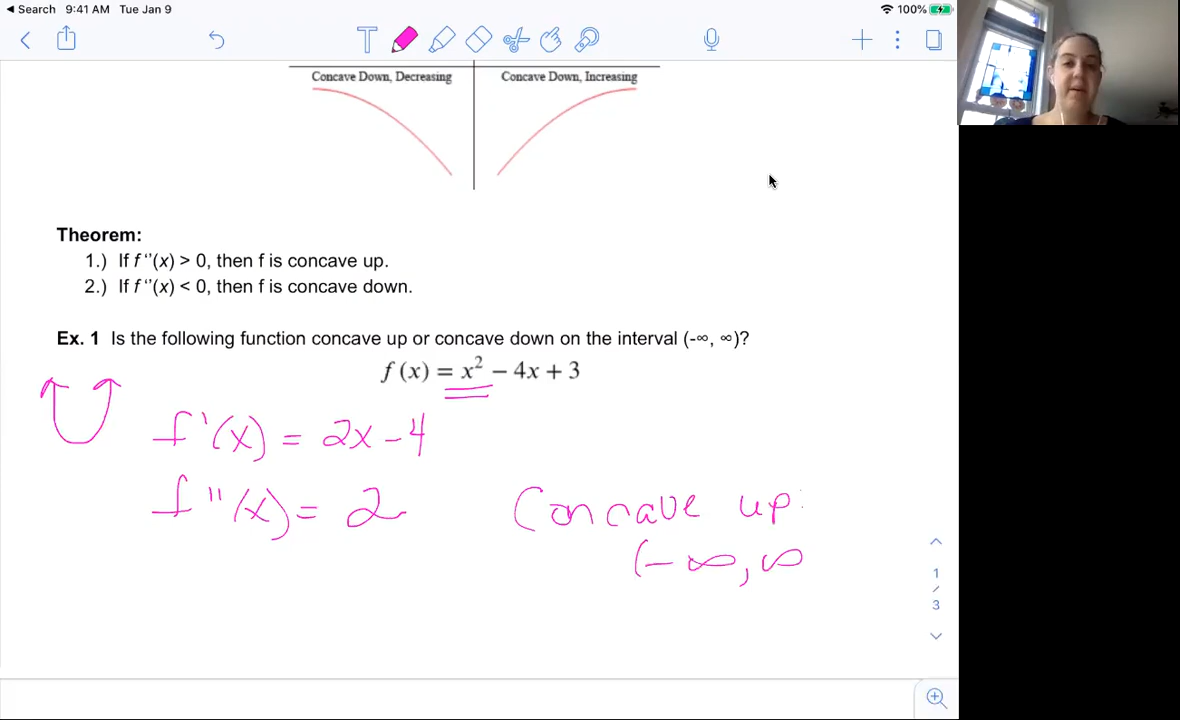 Search 9:41 AM Tue Jan 9 100%
Concave Down, Decreasing Concave Down, Increasing
Theorem:
1.) If f ''(x) > 0, then f is concave up.
2.) If f ''(x) < 0, then f is concave down.
Ex. 1 Is the following function concave up or concave down on the interval (-∞, ∞)?
f (x) = x² − 4x + 3
f'(x) = 2x-4
f''(x) = 2 Concave up:
(-∞, ∞
1
/
3